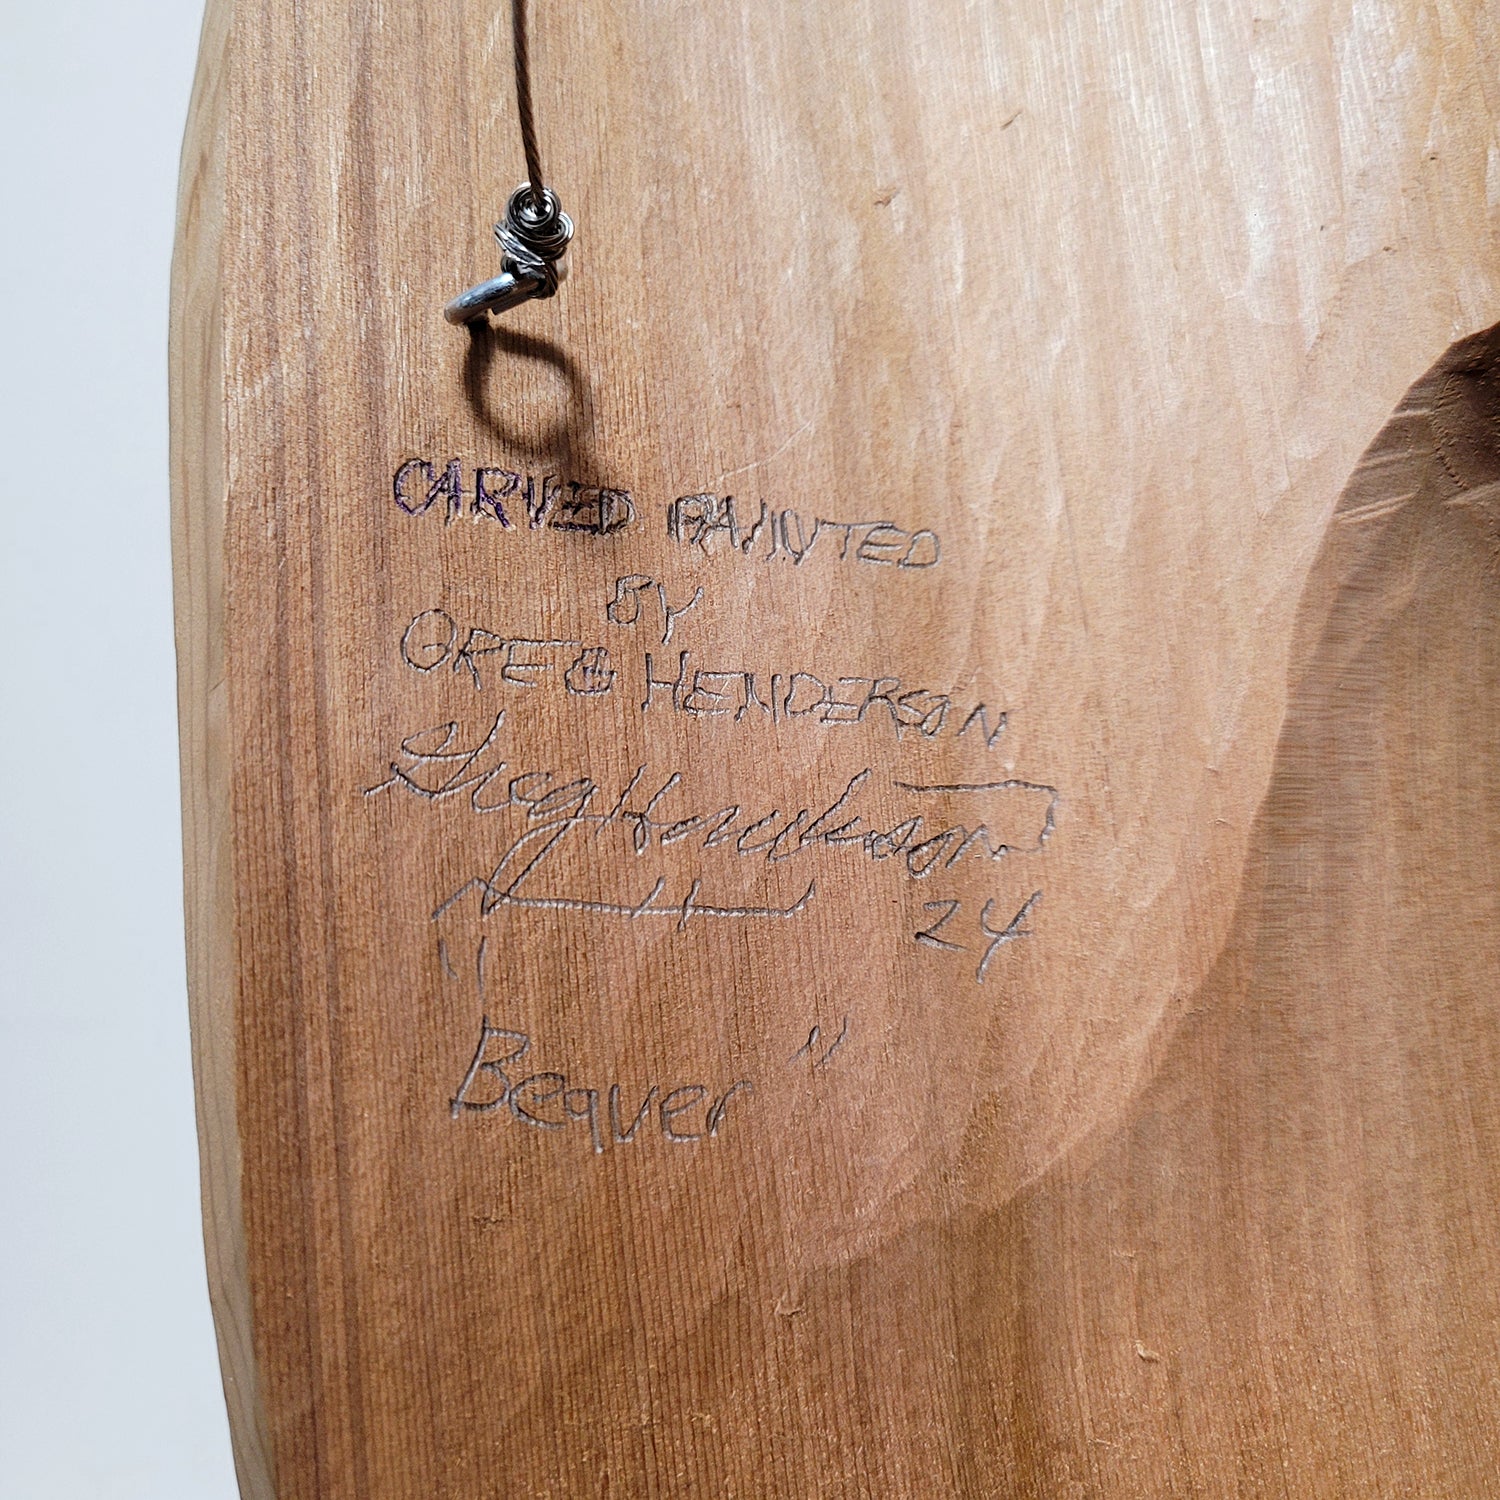 CARVED PAINTED
BY
GREG HENDERSON
Greg Henderson
24
"
Beaver "